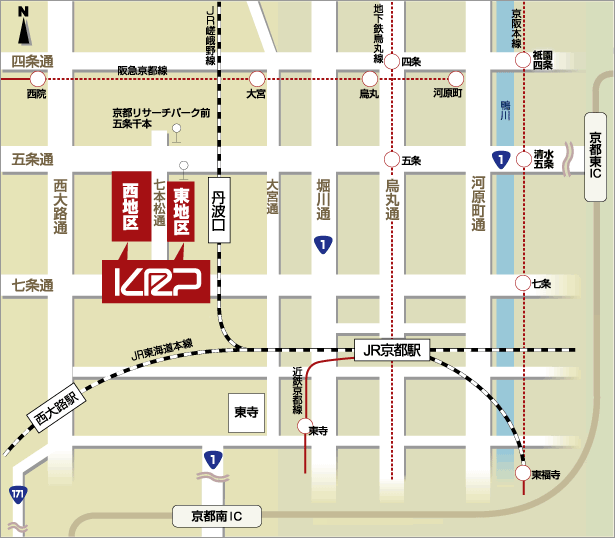 N
JR嵯峨野線
地下鉄烏丸線
京阪本線
四条通
阪急京都線
四条
祇園
四条
西院
大宮
烏丸
河原町
京都リサーチパーク前
五条千本
鴨川
京都東IC
五条通
五条
1
清水
五条
西大路通
西地区
七本松通
東地区
丹波口
大宮通
堀川通
烏丸通
河原町通
1
七条通
KRP
七条
JR東海道本線
JR京都駅
近鉄京都線
西大路駅
東寺
東寺
1
東福寺
171
京都南IC